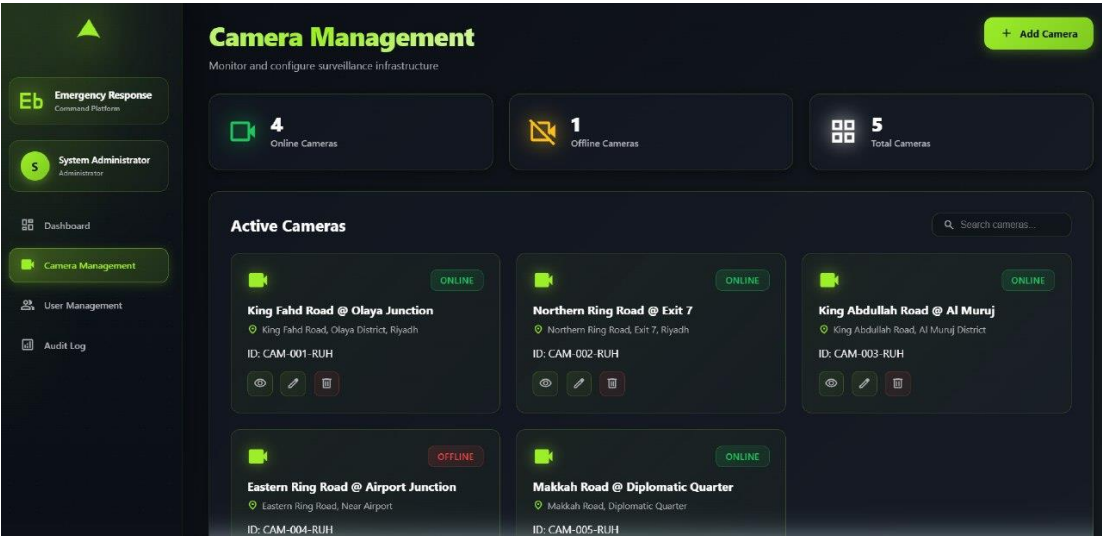 Eb
Emergency Response
Command Platform
S
System Administrator
Administrator
Dashboard
Camera Management
User Management
Audit Log
Camera Management
Monitor and configure surveillance infrastructure
+ Add Camera
4
Online Cameras
1
Offline Cameras
5
Total Cameras
Active Cameras
Search cameras...
ONLINE
King Fahd Road @ Olaya Junction
King Fahd Road, Olaya District, Riyadh
ID: CAM-001-RUH
ONLINE
Northern Ring Road @ Exit 7
Northern Ring Road, Exit 7, Riyadh
ID: CAM-002-RUH
ONLINE
King Abdullah Road @ Al Muruj
King Abdullah Road, Al Muruj District
ID: CAM-003-RUH
OFFLINE
Eastern Ring Road @ Airport Junction
Eastern Ring Road, Near Airport
ID: CAM-004-RUH
ONLINE
Makkah Road @ Diplomatic Quarter
Makkah Road, Diplomatic Quarter
ID: CAM-005-RUH